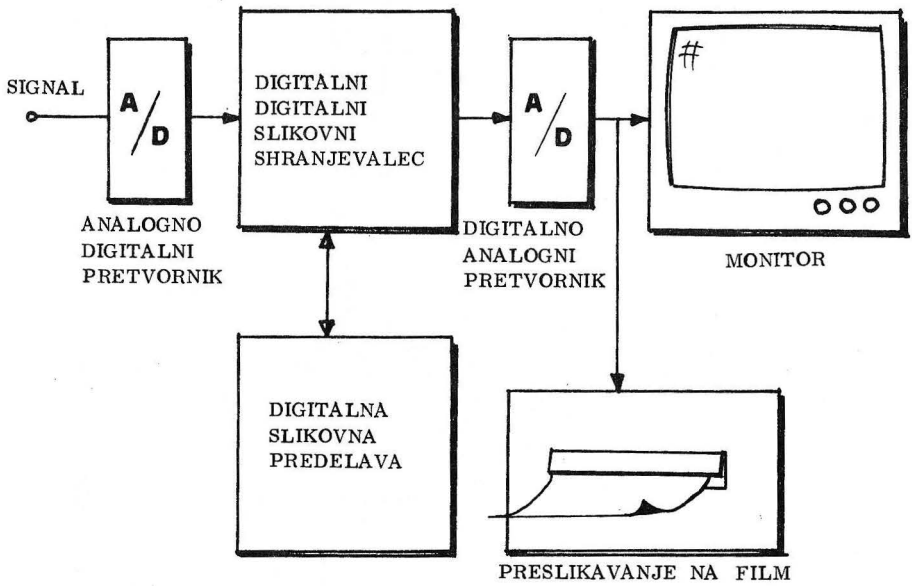 SIGNAL
A/D
ANALOGNO
DIGITALNI
PRETVORNIK
DIGITALNI
DIGITALNI
SLIKOVNI
SHRANJEVALEC
A/D
DIGITALNO
ANALOGNI
PRETVORNIK
#
MONITOR
DIGITALNA
SLIKOVNA
PREDELAVA
PRESLIKAVANJE NA FILM